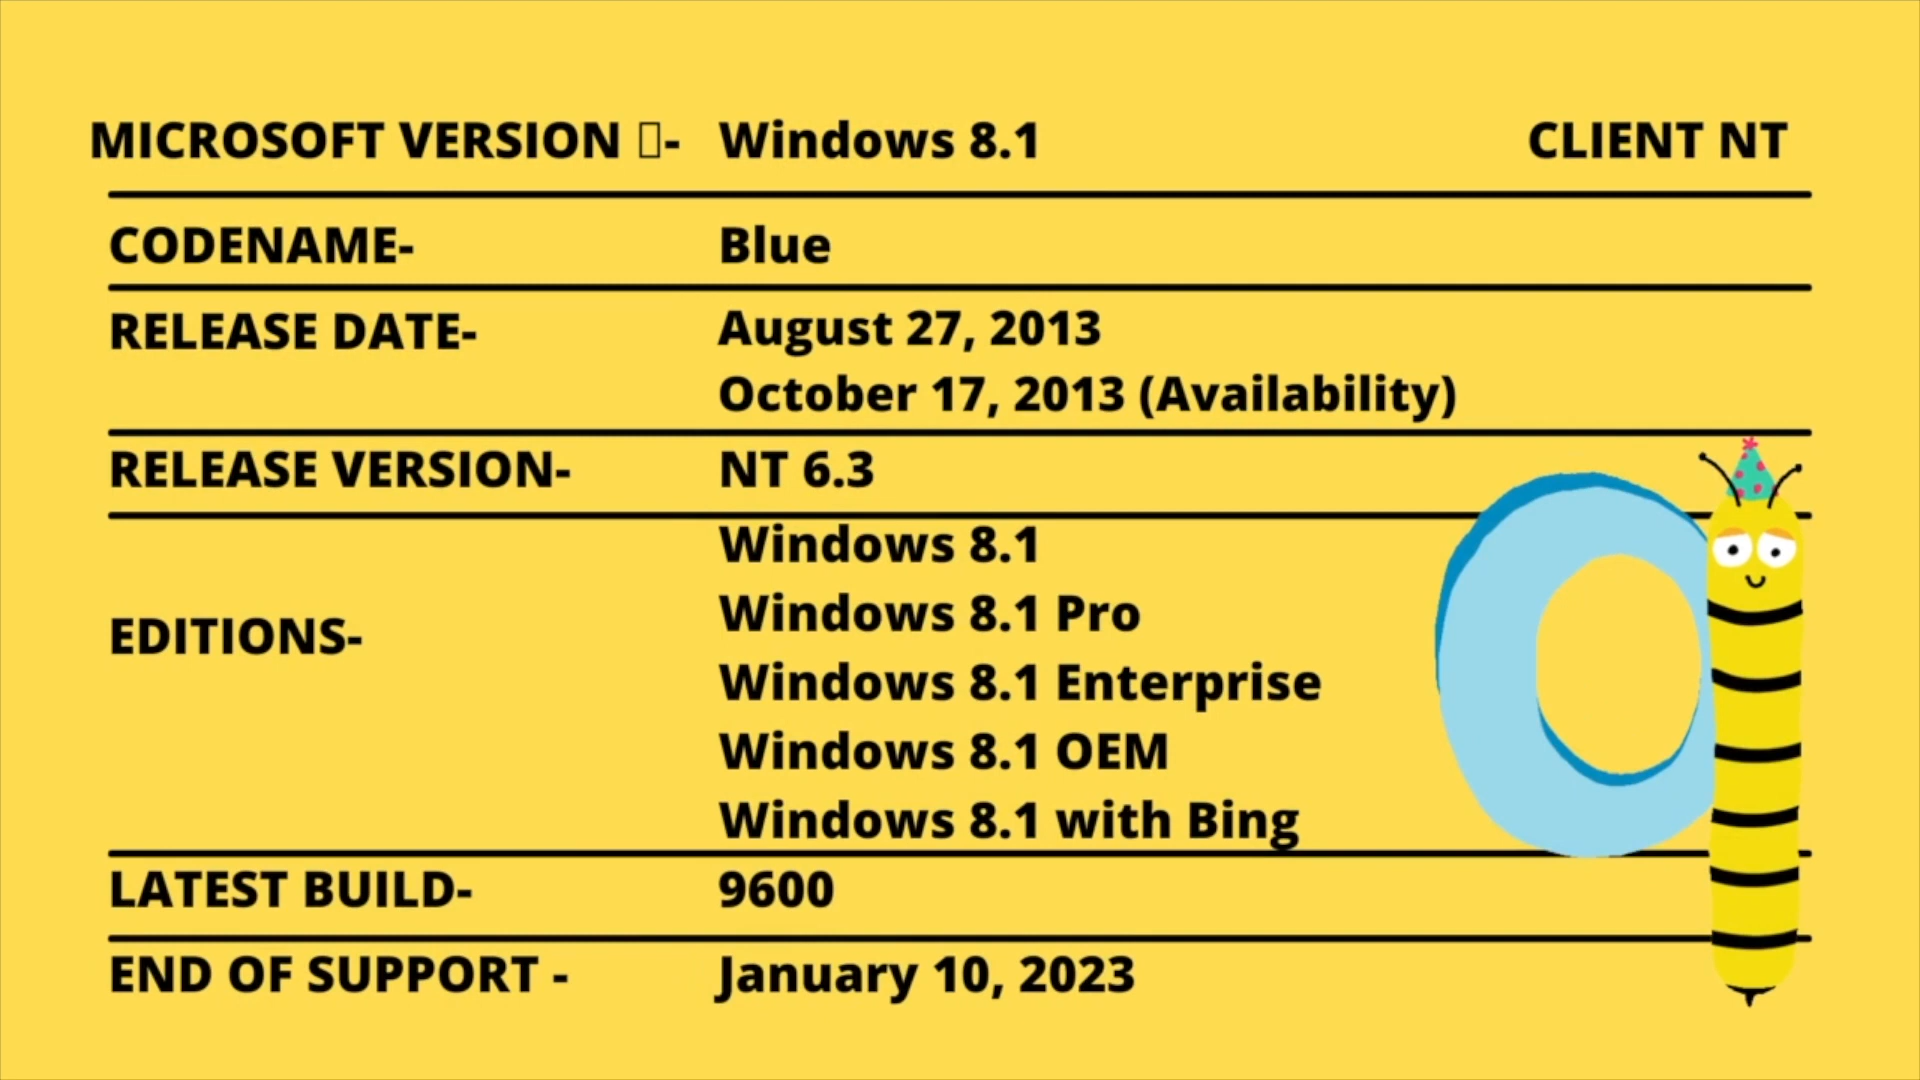 MICROSOFT VERSION - Windows 8.1 CLIENT NT
CODENAME- Blue
RELEASE DATE- August 27, 2013
October 17, 2013 (Availability)
RELEASE VERSION- NT 6.3
Windows 8.1
Windows 8.1 Pro
EDITIONS-
Windows 8.1 Enterprise
Windows 8.1 OEM
Windows 8.1 with Bing
LATEST BUILD- 9600
END OF SUPPORT - January 10, 2023